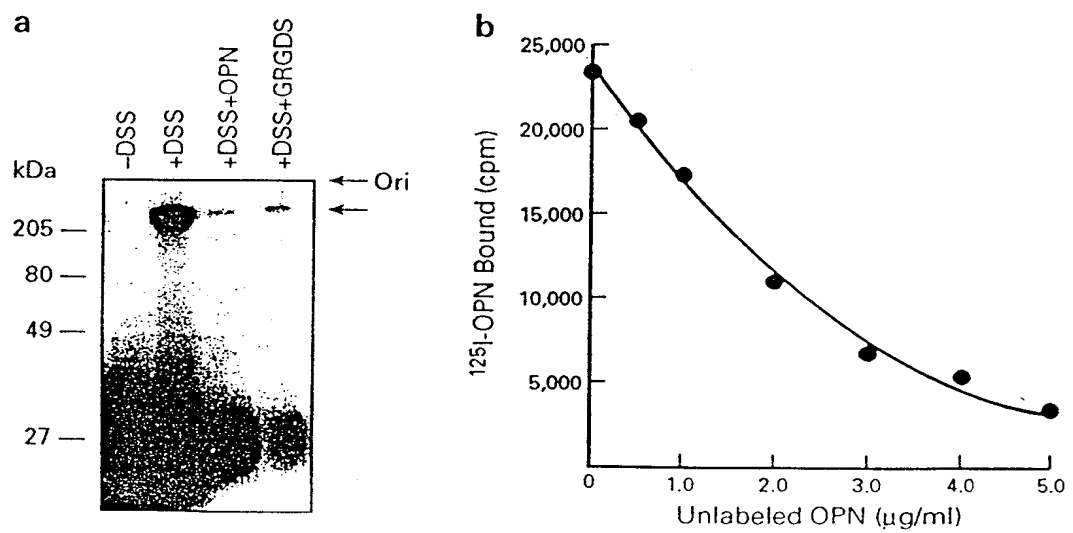 a
-DSS
+DSS
+DSS+OPN
+DSS+GRGDS
kDa
Ori
205
80
49
27
b
25,000
20,000
15,000
10,000
5,000
¹²⁵I-OPN Bound (cpm)
0 1.0 2.0 3.0 4.0 5.0
Unlabeled OPN (μg/ml)